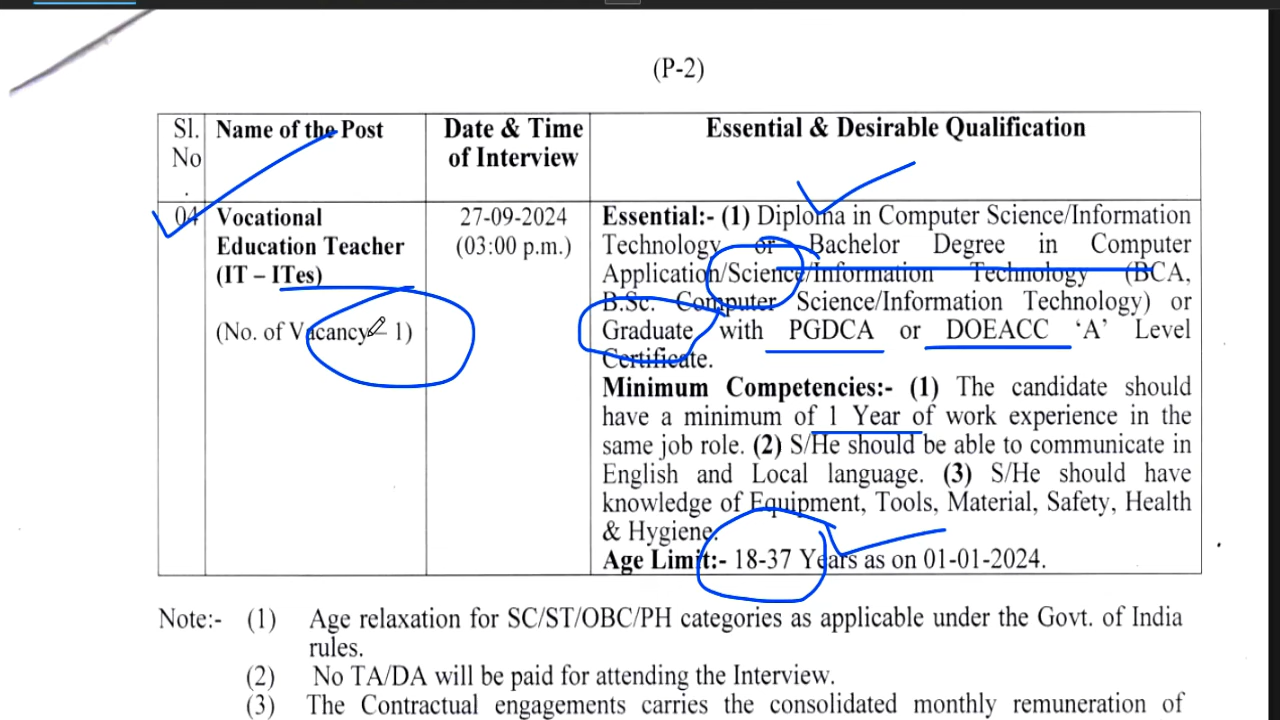 (P-2)
Sl. No .
Name of the Post
Date & Time of Interview
Essential & Desirable Qualification
04
Vocational
Education Teacher
(IT – ITes)
(No. of Vacancy 1)
27-09-2024
(03:00 p.m.)
Essential:- (1) Diploma in Computer Science/Information
Technology or Bachelor Degree in Computer
Application/Science/Information Technology (BCA,
B.Sc. Computer Science/Information Technology) or
Graduate with PGDCA or DOEACC ‘A’ Level
Certificate.
Minimum Competencies:- (1) The candidate should
have a minimum of 1 Year of work experience in the
same job role. (2) S/He should be able to communicate in
English and Local language. (3) S/He should have
knowledge of Equipment, Tools, Material, Safety, Health
& Hygiene.
Age Limit:- 18-37 Years as on 01-01-2024.
Note:- (1) Age relaxation for SC/ST/OBC/PH categories as applicable under the Govt. of India
rules.
(2) No TA/DA will be paid for attending the Interview.
(3) The Contractual engagements carries the consolidated monthly remuneration of